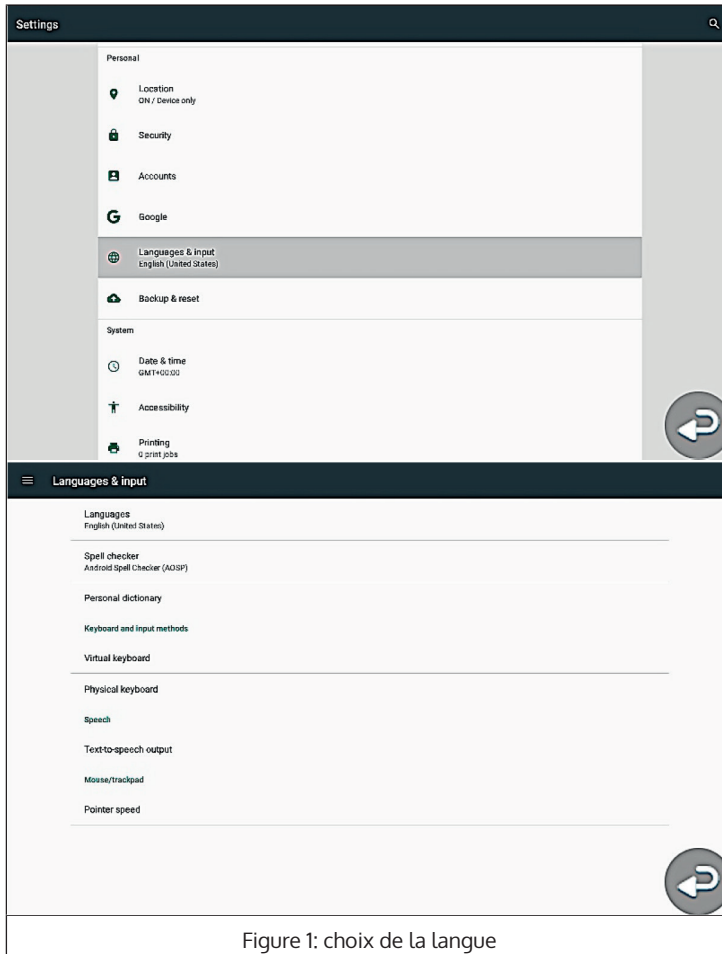 Settings
Personal
Location
ON / Device only
Security
Accounts
Google
Languages & input
English (United States)
Backup & reset
System
Date & time
GMT+00:00
Accessibility
Printing
0 print jobs
Languages & input
Languages
English (United States)
Spell checker
Android Spell Checker (AOSP)
Personal dictionary
Keyboard and input methods
Virtual keyboard
Physical keyboard
Speech
Text-to-speech output
Mouse/trackpad
Pointer speed
Figure 1: choix de la langue